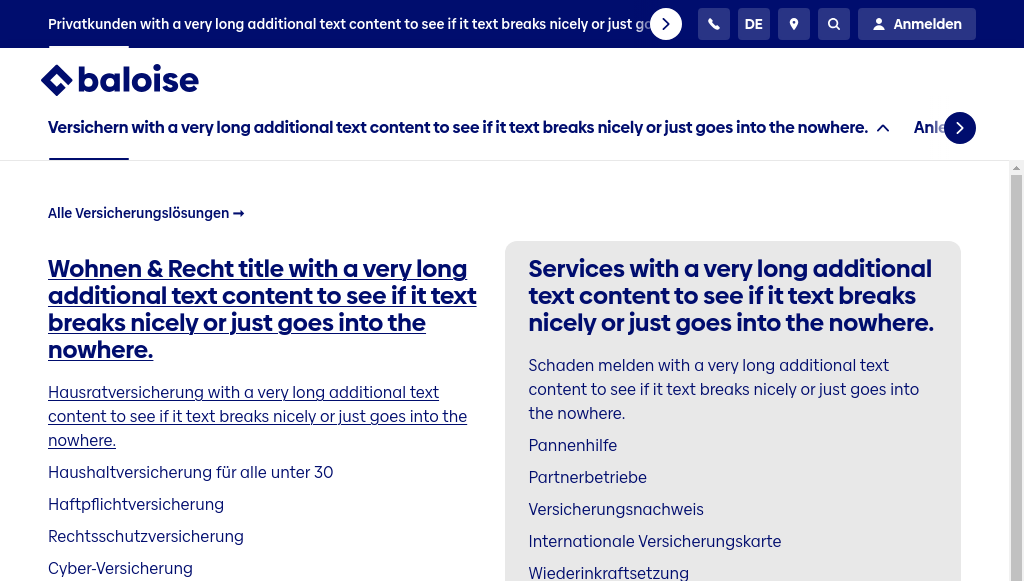 Privatkunden with a very long additional text content to see if it text breaks nicely or just
DE
Anmelden
baloise
Versichern with a very long additional text content to see if it text breaks nicely or just goes into the nowhere.
Alle Versicherungslösungen →
Wohnen & Recht title with a very long
additional text content to see if it text
breaks nicely or just goes into the
nowhere.
Hausratversicherung with a very long additional text
content to see if it text breaks nicely or just goes into the
nowhere.
Haushaltversicherung für alle unter 30
Haftpflichtversicherung
Rechtsschutzversicherung
Cyber-Versicherung
Services with a very long additional
text content to see if it text breaks
nicely or just goes into the nowhere.
Schaden melden with a very long additional text
content to see if it text breaks nicely or just goes into
the nowhere.
Pannenhilfe
Partnerbetriebe
Versicherungsnachweis
Internationale Versicherungskarte
Wiederinkraftsetzung